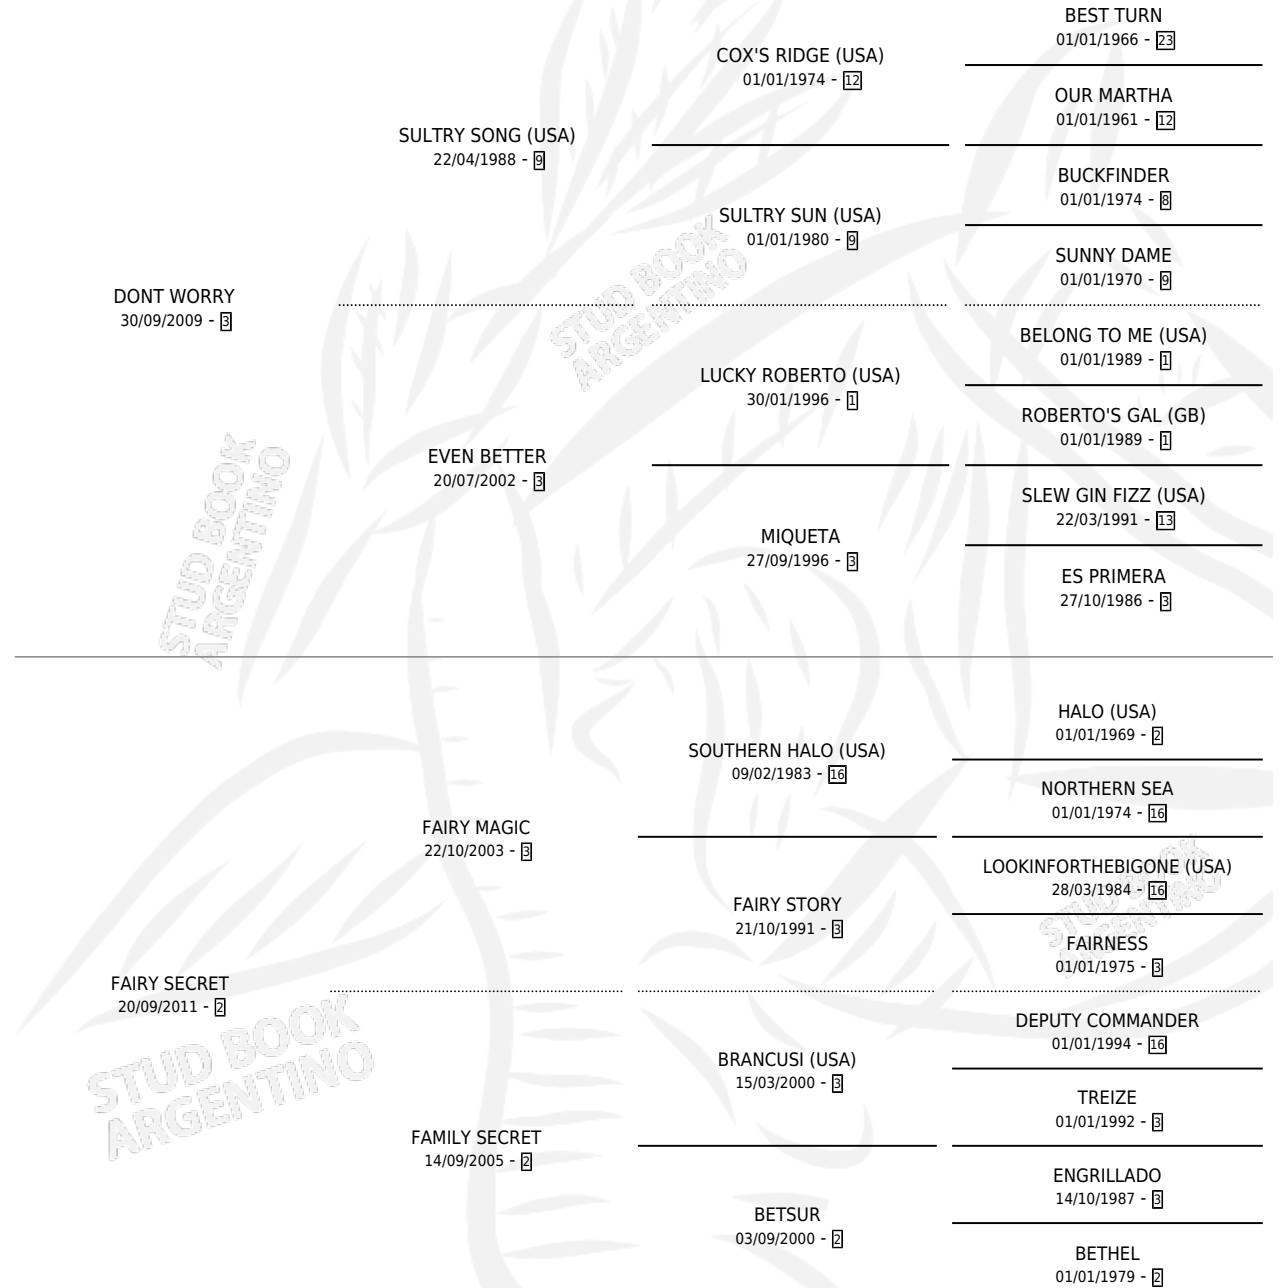 BEST TURN
01/01/1966 - 23
COX'S RIDGE (USA)
01/01/1974 - 12
OUR MARTHA
01/01/1961 - 12
SULTRY SONG (USA)
22/04/1988 - 9
BUCKFINDER
01/01/1974 - 8
SULTRY SUN (USA)
01/01/1980 - 9
SUNNY DAME
01/01/1970 - 9
DONT WORRY
30/09/2009 - 3
BELONG TO ME (USA)
01/01/1989 - 1
LUCKY ROBERTO (USA)
30/01/1996 - 1
ROBERTO'S GAL (GB)
01/01/1989 - 1
EVEN BETTER
20/07/2002 - 3
SLEW GIN FIZZ (USA)
22/03/1991 - 13
MIQUETA
27/09/1996 - 3
ES PRIMERA
27/10/1986 - 3
HALO (USA)
01/01/1969 - 2
SOUTHERN HALO (USA)
09/02/1983 - 16
NORTHERN SEA
01/01/1974 - 16
FAIRY MAGIC
22/10/2003 - 3
LOOKINFORTHEBIGONE (USA)
28/03/1984 - 16
FAIRY STORY
21/10/1991 - 3
FAIRNESS
01/01/1975 - 3
FAIRY SECRET
20/09/2011 - 2
DEPUTY COMMANDER
01/01/1994 - 16
BRANCUSI (USA)
15/03/2000 - 3
TREIZE
01/01/1992 - 3
FAMILY SECRET
14/09/2005 - 2
ENGRILLADO
14/10/1987 - 3
BETSUR
03/09/2000 - 2
BETHEL
01/01/1979 - 2
STUD BOOK
ARGENTINO
STUD BOOK
ARGENTINO
STUD BOOK
ARGENTINO
STUD BOOK
ARGENTINO